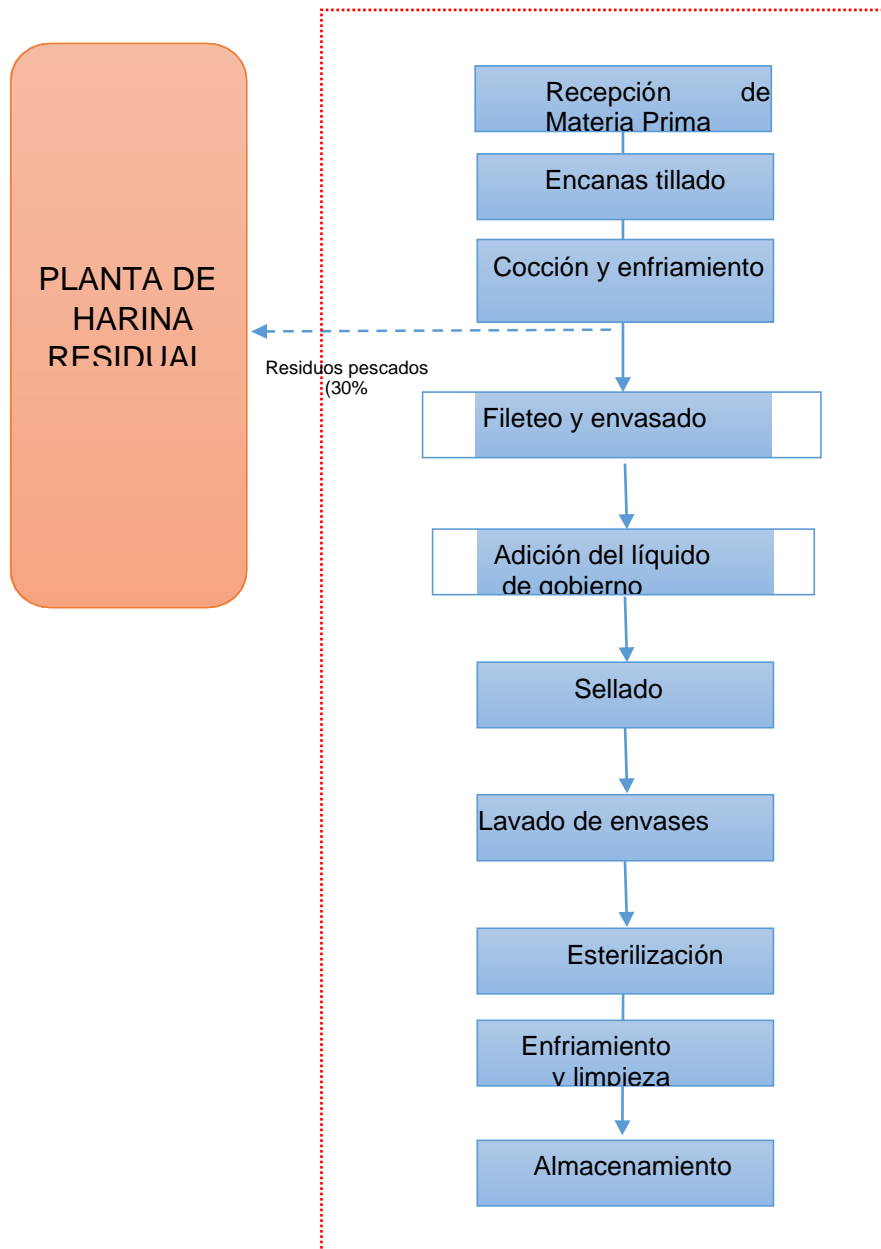 Recepción de
Materia Prima
Encanas tillado
Cocción y enfriamiento
PLANTA DE
HARINA
RESIDUAL
Residuos pescados
(30%
Fileteo y envasado
Adición del líquido
de gobierno
Sellado
Lavado de envases
Esterilización
Enfriamiento
y limpieza
Almacenamiento